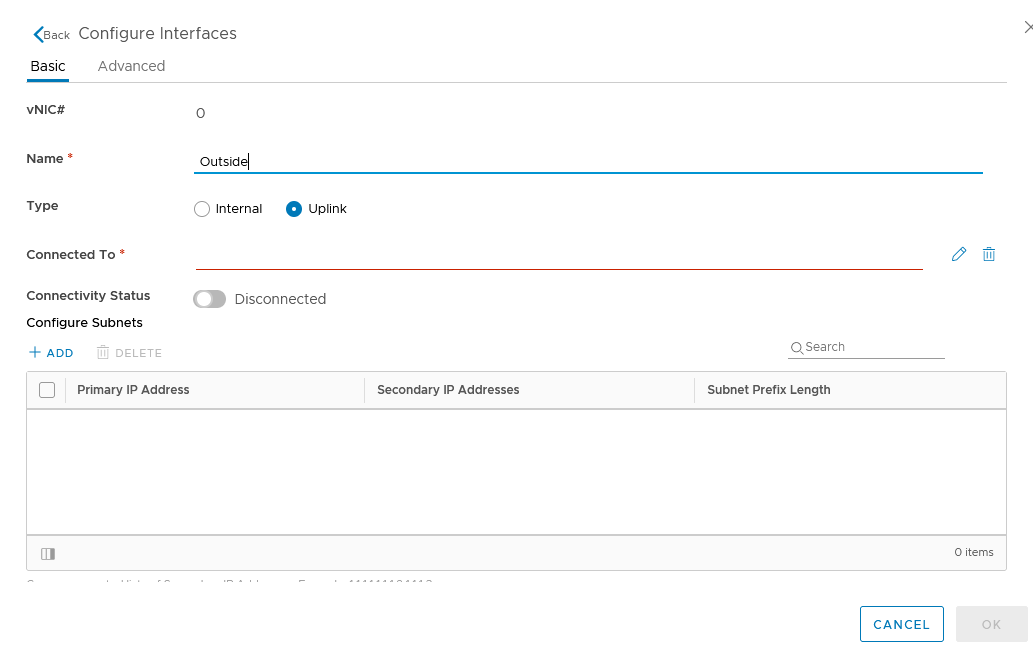 Back Configure Interfaces
Basic Advanced
vNIC# 0
Name * Outside
Type Internal Uplink
Connected To *
Connectivity Status Disconnected
Configure Subnets
+ ADD DELETE Search
Primary IP Address Secondary IP Addresses Subnet Prefix Length
0 items
CANCEL OK